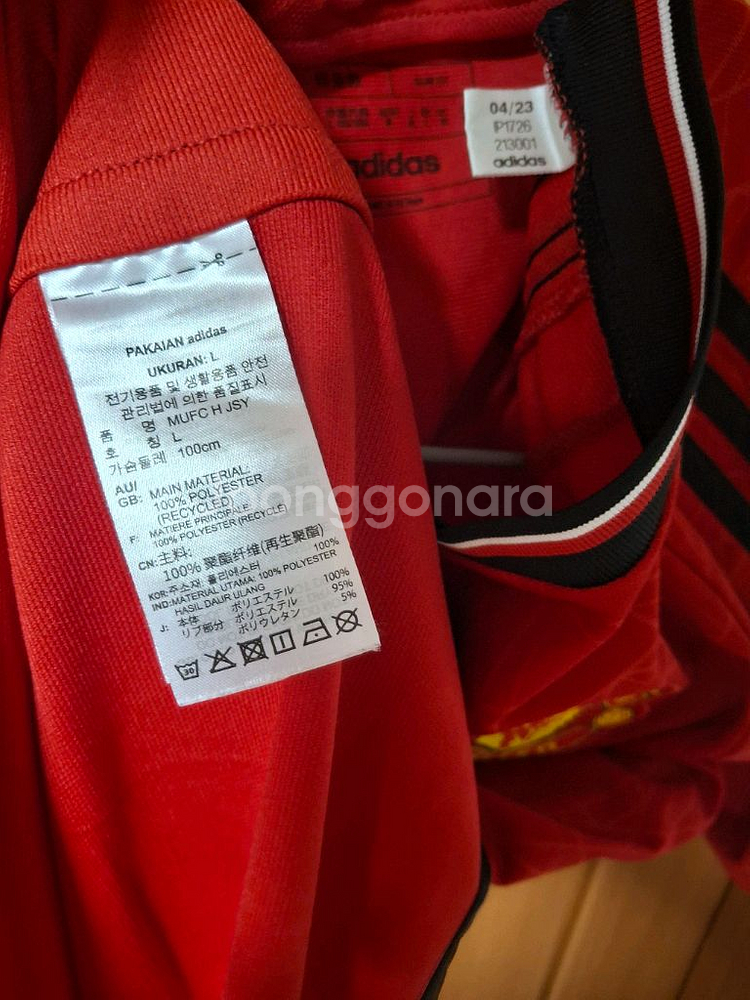 04/23
IP1726
213001
adidas
adidas
PAKAIAN adidas
UKURAN: L
전기용품 및 생활용품 안전
관리법에 의한 품질표시
품 명 MUFC H JSY
호 칭 L
가슴둘레 100cm
AU/
GB: MAIN MATERIAL:
100% POLYESTER
(RECYCLED)
F: MATIERE PRINCIPALE:
100% POLYESTER (RECYCLE)
CN: 主料:
100% 聚酯纤维(再生聚酯)
KOR: 주소재: 폴리에스터 100%
IND: MATERIAL UTAMA: 100% POLYESTER
HASIL DAUR ULANG
J: 本体 ポリエステル 100%
リブ部分 ポリエステル 95%
ポリウレタン 5%
30
joonggonara